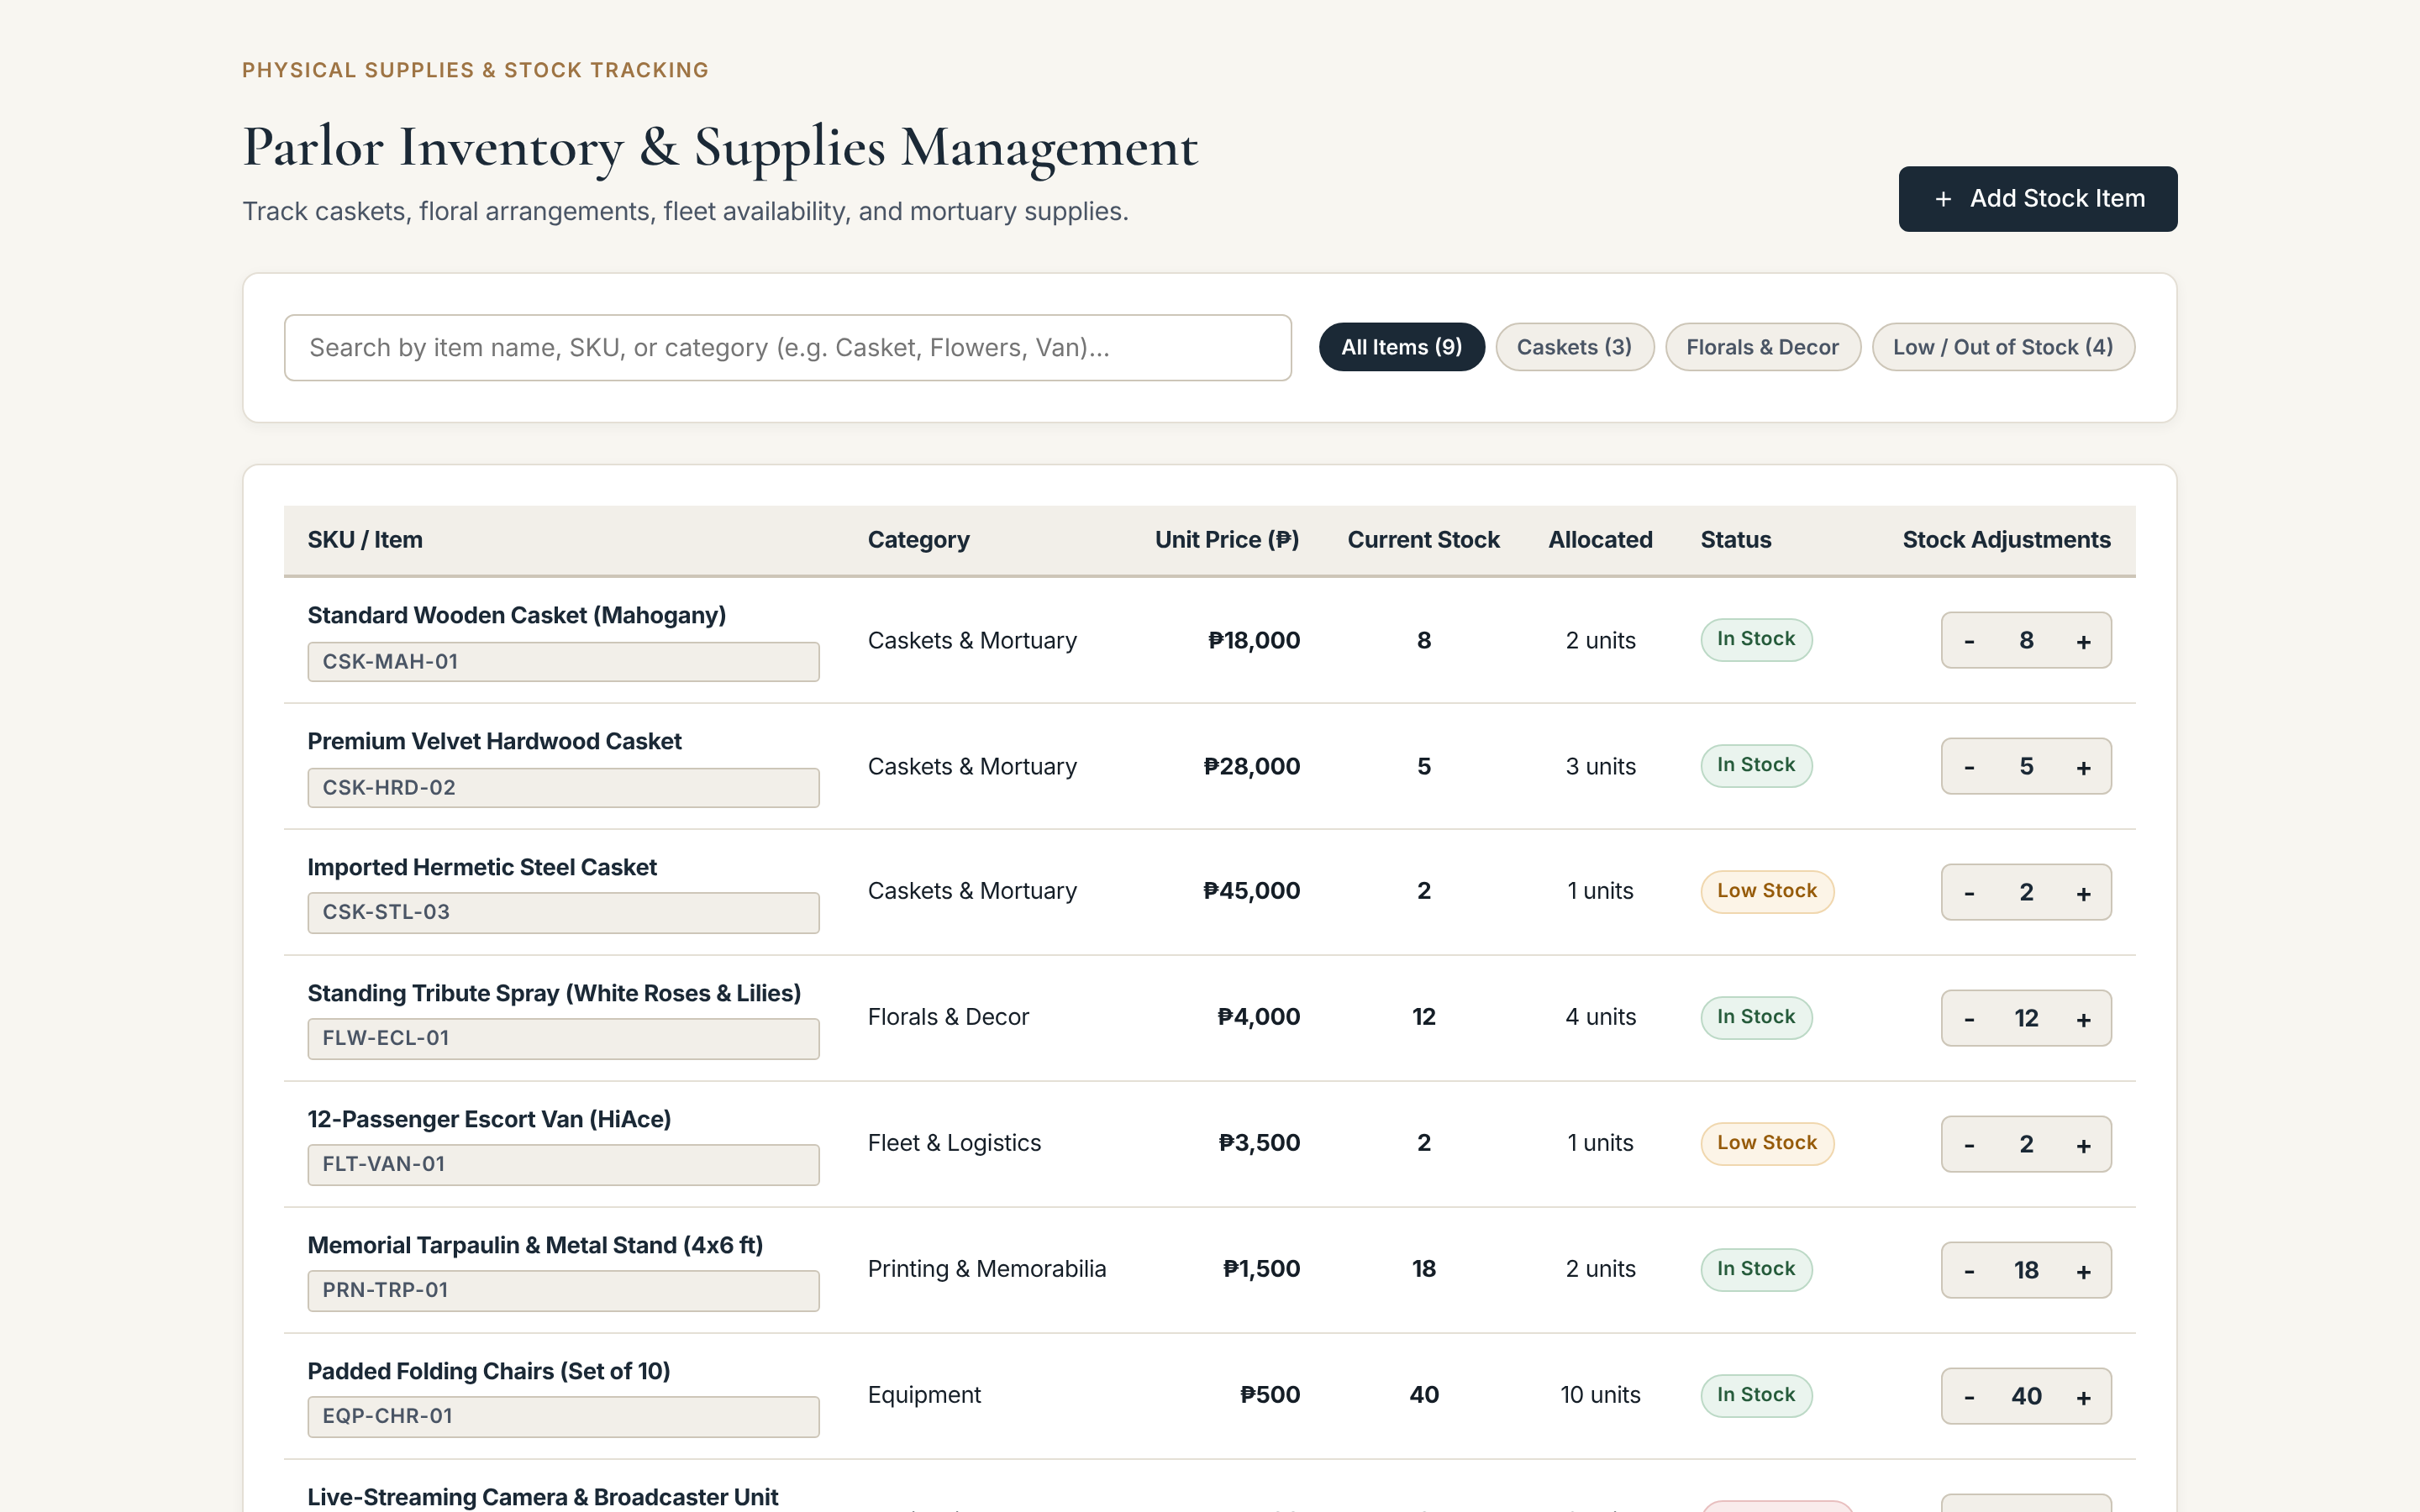 PHYSICAL SUPPLIES & STOCK TRACKING
Parlor Inventory & Supplies Management
Track caskets, floral arrangements, fleet availability, and mortuary supplies.
+ Add Stock Item
Search by item name, SKU, or category (e.g. Casket, Flowers, Van)...
All Items (9) Caskets (3) Florals & Decor Low / Out of Stock (4)
SKU / Item Category Unit Price (₱) Current Stock Allocated Status Stock Adjustments
Standard Wooden Casket (Mahogany)
CSK-MAH-01
Caskets & Mortuary ₱18,000 8 2 units In Stock - 8 +
Premium Velvet Hardwood Casket
CSK-HRD-02
Caskets & Mortuary ₱28,000 5 3 units In Stock - 5 +
Imported Hermetic Steel Casket
CSK-STL-03
Caskets & Mortuary ₱45,000 2 1 units Low Stock - 2 +
Standing Tribute Spray (White Roses & Lilies)
FLW-ECL-01
Florals & Decor ₱4,000 12 4 units In Stock - 12 +
12-Passenger Escort Van (HiAce)
FLT-VAN-01
Fleet & Logistics ₱3,500 2 1 units Low Stock - 2 +
Memorial Tarpaulin & Metal Stand (4x6 ft)
PRN-TRP-01
Printing & Memorabilia ₱1,500 18 2 units In Stock - 18 +
Padded Folding Chairs (Set of 10)
EQP-CHR-01
Equipment ₱500 40 10 units In Stock - 40 +
Live-Streaming Camera & Broadcaster Unit